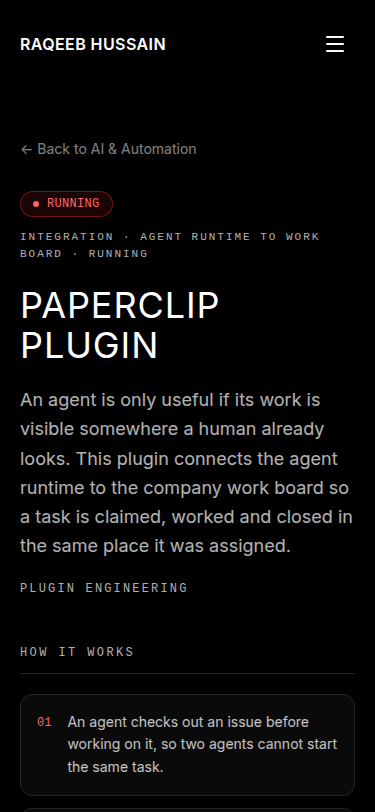 RAQEEB HUSSAIN
← Back to AI & Automation
RUNNING
INTEGRATION · AGENT RUNTIME TO WORK
BOARD · RUNNING
PAPERCLIP
PLUGIN
An agent is only useful if its work is
visible somewhere a human already
looks. This plugin connects the agent
runtime to the company work board so
a task is claimed, worked and closed in
the same place it was assigned.
PLUGIN ENGINEERING
HOW IT WORKS
01 An agent checks out an issue before
working on it, so two agents cannot start
the same task.